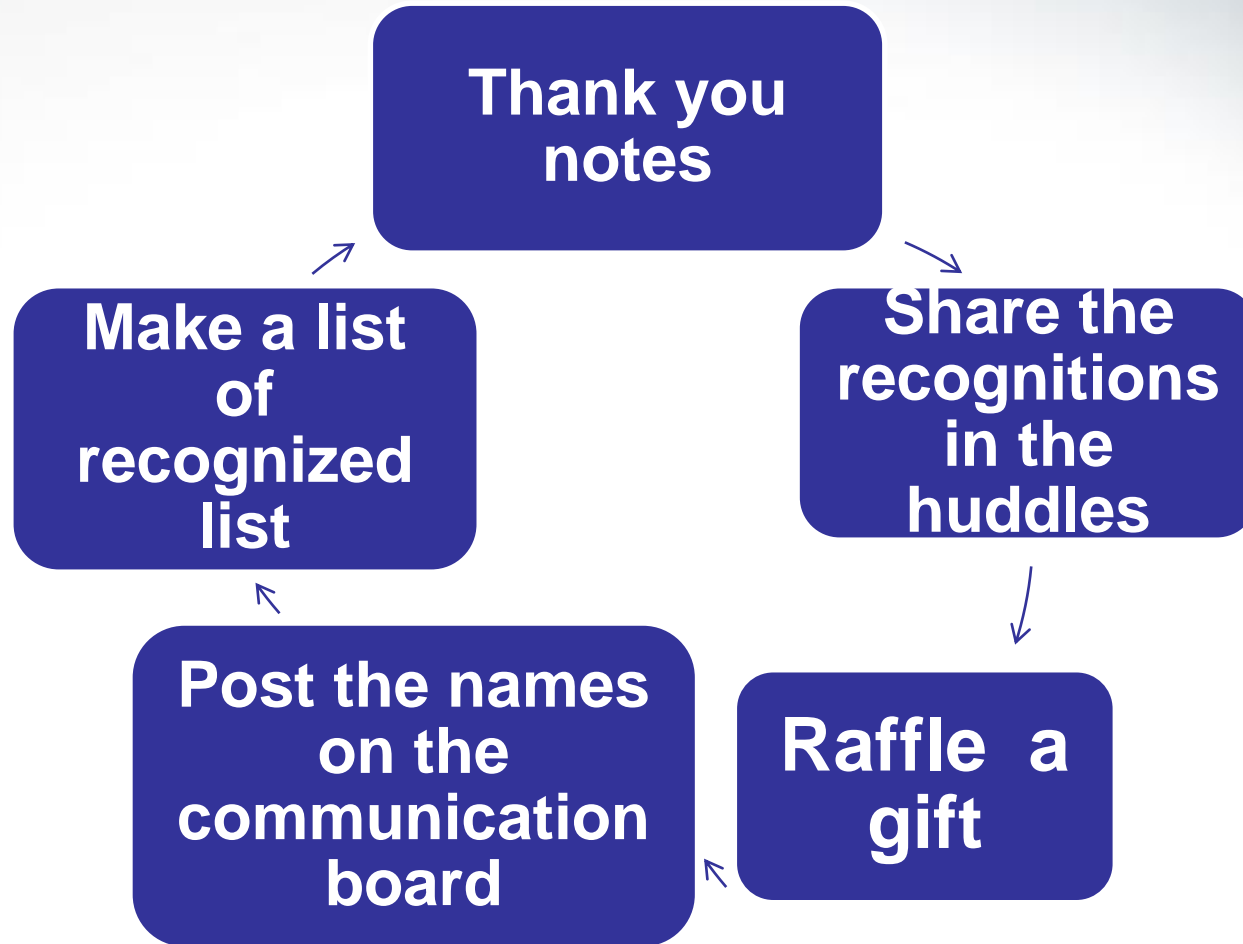 Thank you
notes
Share the
recognitions
in the
huddles
Raffle  a
gift
Post the names
on the
communication
board
Make a list
of
recognized
list